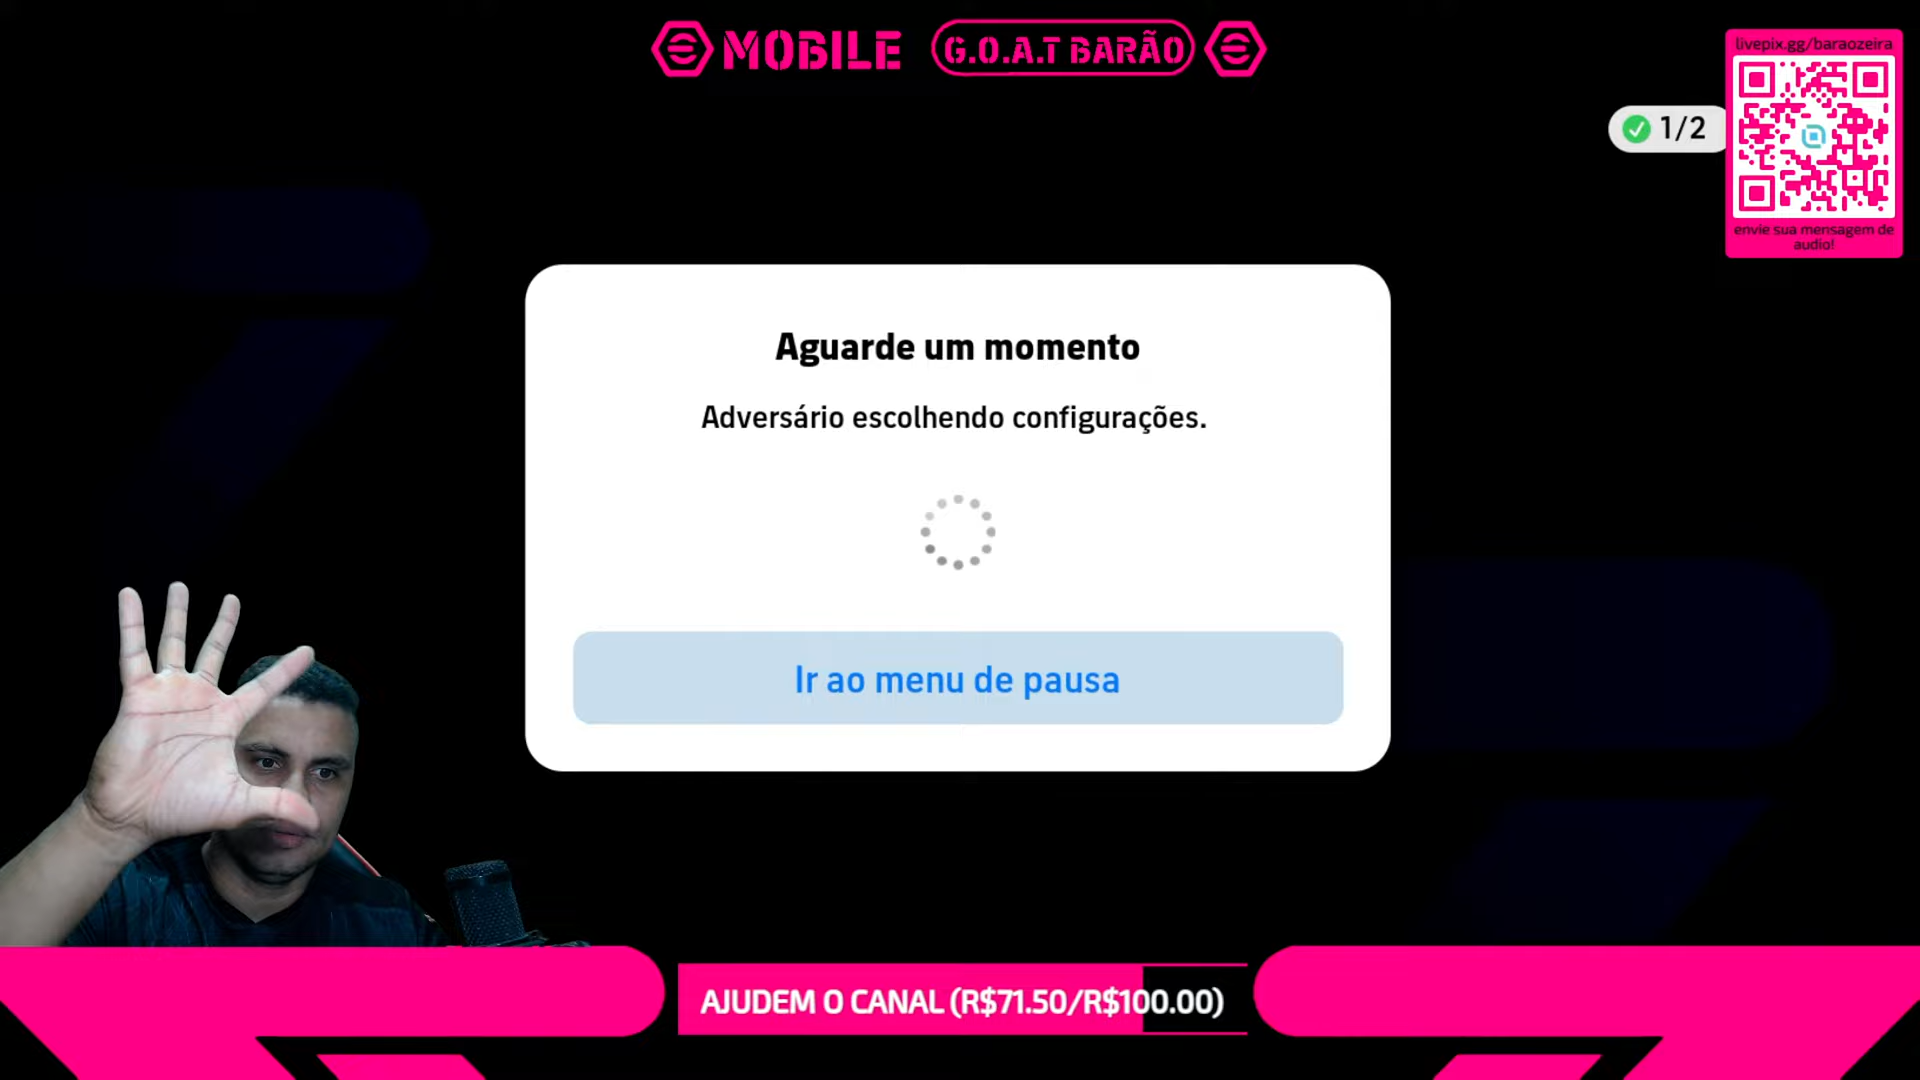 MOBILE
G.O.A.T BARÃO
livepix.gg/baraozeira
1/2
envie sua mensagem de
audio!
Aguarde um momento
Adversário escolhendo configurações.
Ir ao menu de pausa
AJUDEM O CANAL (R$71.50/R$100.00)